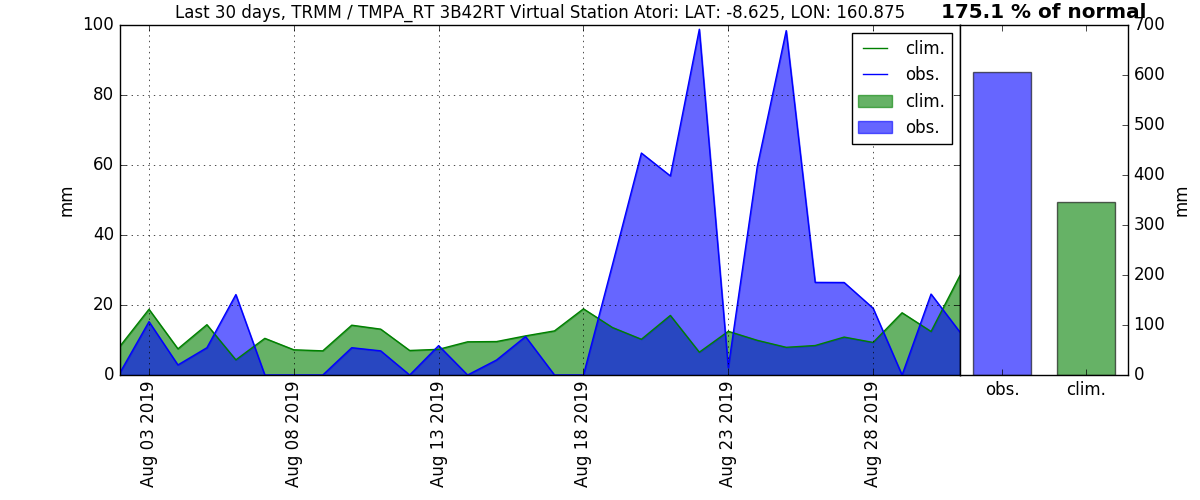 Last 30 days, TRMM / TMPA_RT 3B42RT Virtual Station Atori: LAT: -8.625, LON: 160.875
175.1 % of normal
100
80
60
40
20
0
mm
clim.
obs.
clim.
obs.
Aug 03 2019
Aug 08 2019
Aug 13 2019
Aug 18 2019
Aug 23 2019
Aug 28 2019
700
600
500
400
300
200
100
0
mm
obs.
clim.